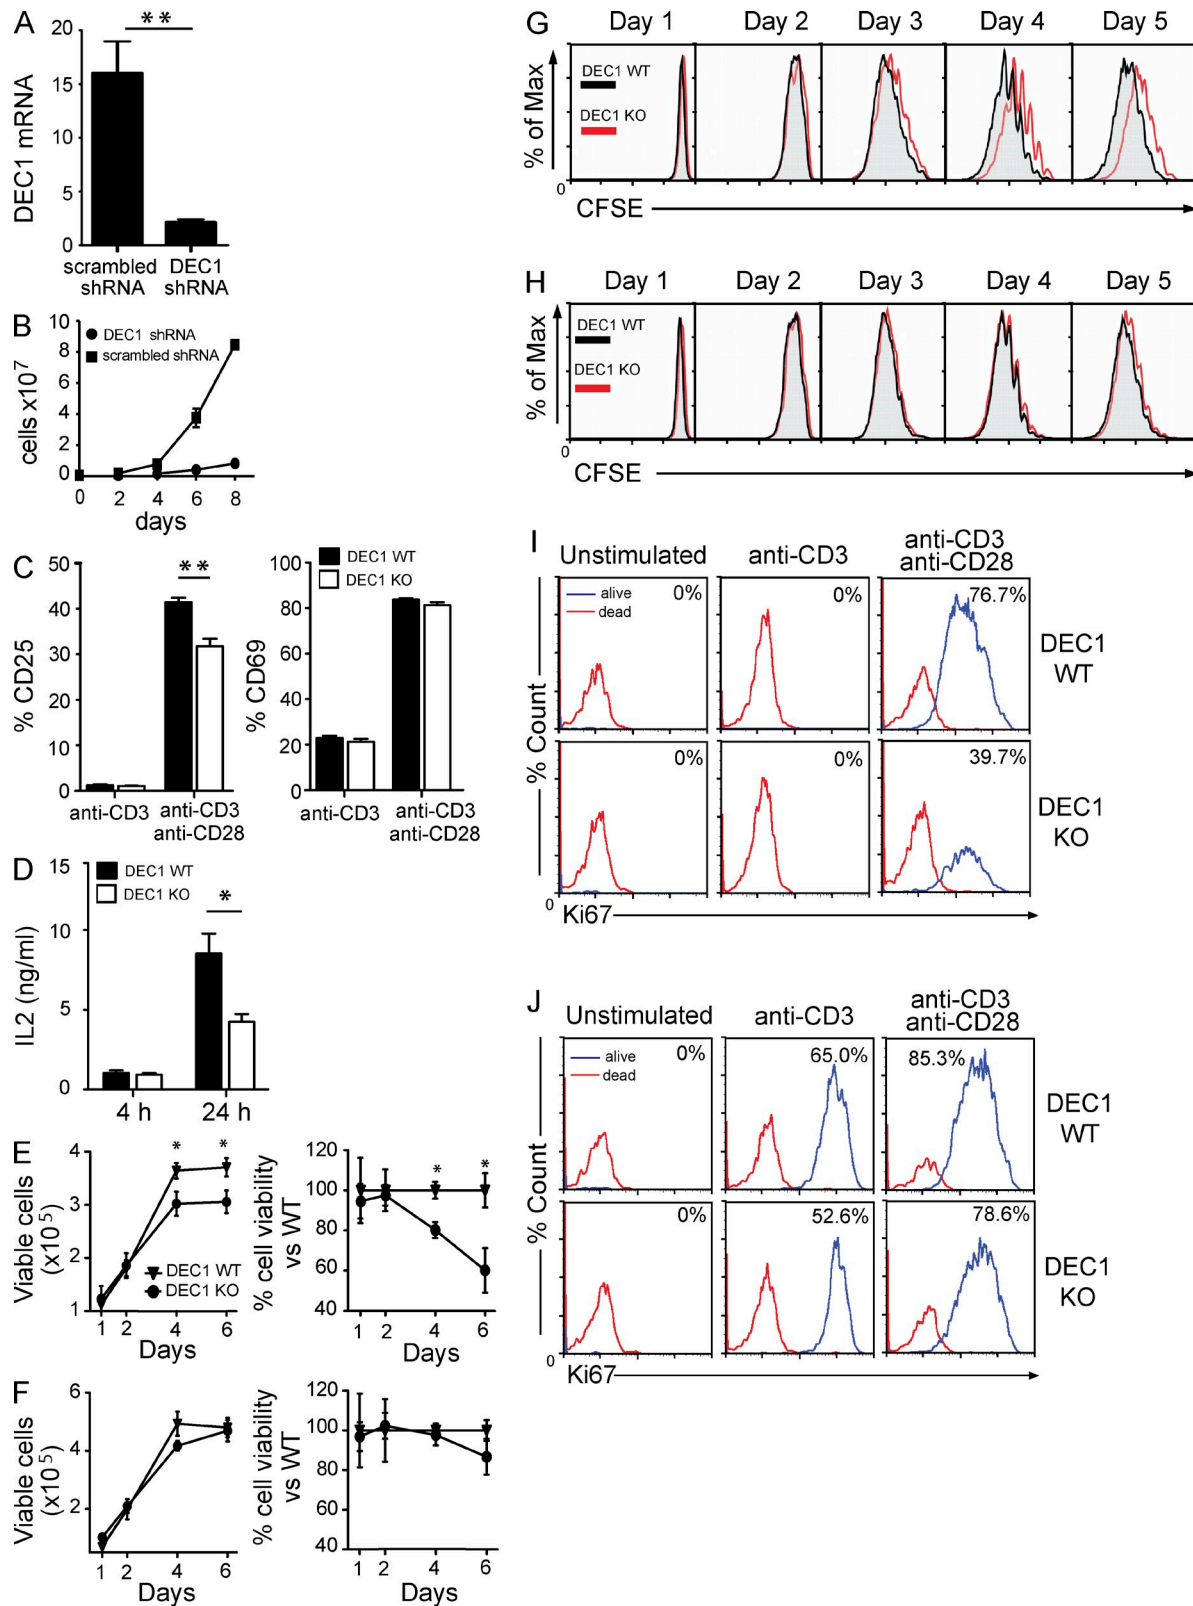 A
**
20
15
10
5
0
DEC1 mRNA
scrambled
shRNA
DEC1
shRNA
B
10
8
6
4
2
0
cells x10^7
DEC1 shRNA
scrambled shRNA
0 2 4 6 8
days
C
50
40
30
20
10
0
% CD25
**
anti-CD3
anti-CD3
anti-CD28
100
80
60
40
20
0
% CD69
DEC1 WT
DEC1 KO
anti-CD3
anti-CD3
anti-CD28
D
15
10
5
0
IL2 (ng/ml)
DEC1 WT
DEC1 KO
*
4 h
24 h
E
4
3
2
1
Viable cells
(x10^5)
* *
DEC1 WT
DEC1 KO
1 2 4 6
Days
120
100
80
60
40
% cell viability
vs WT
* *
1 2 4 6
Days
F
6
4
2
Viable cells
(x10^5)
1 2 4 6
Days
120
100
80
60
40
% cell viability
vs WT
1 2 4 6
Days
G
Day 1 Day 2 Day 3 Day 4 Day 5
% of Max
DEC1 WT
DEC1 KO
0
CFSE
H
Day 1 Day 2 Day 3 Day 4 Day 5
% of Max
DEC1 WT
DEC1 KO
0
CFSE
I
Unstimulated
anti-CD3
anti-CD3
anti-CD28
alive
dead
0%
0%
76.7%
DEC1
WT
% Count
0%
0%
39.7%
DEC1
KO
0
Ki67
J
Unstimulated
anti-CD3
anti-CD3
anti-CD28
alive
dead
0%
65.0%
85.3%
DEC1
WT
% Count
0%
52.6%
78.6%
DEC1
KO
0
Ki67